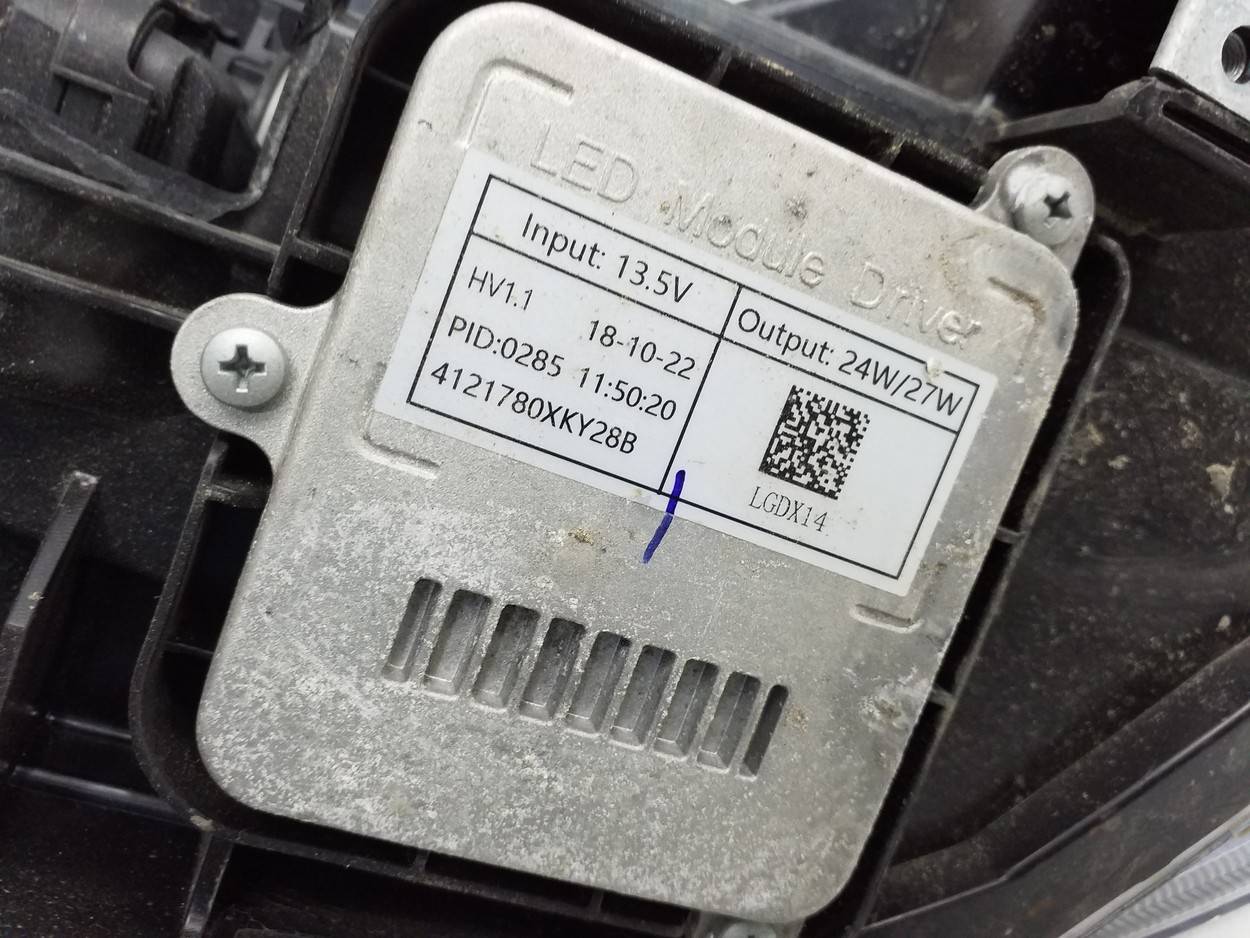 LED Module Driver
Input: 13.5V
Output: 24W/27W
HV1.1 18-10-22
PID:0285 11:50:20
4121780XKY28B
LGDX14